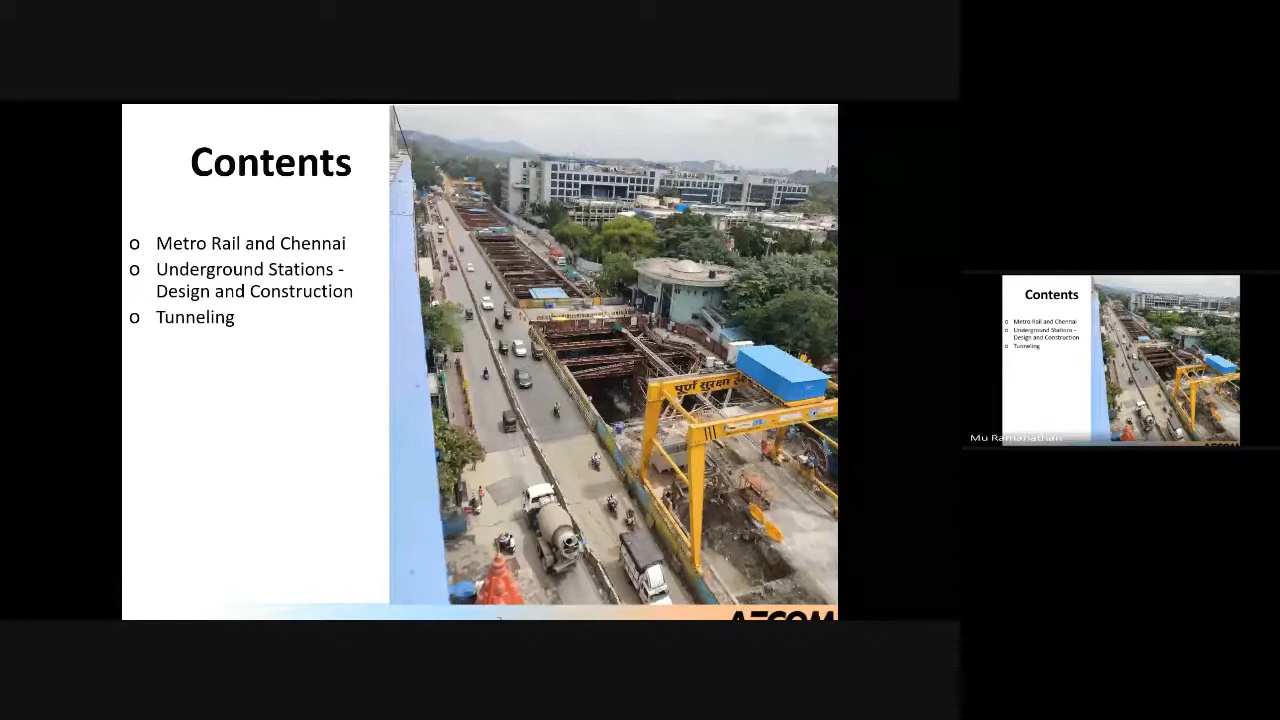 Contents
o Metro Rail and Chennai
o Underground Stations -
Design and Construction
o Tunneling
पूर्ण सुरक्षा
AECOM
Contents
o Metro Rail and Chennai
o Underground Stations -
Design and Construction
o Tunneling
Mu Ramanathan
AECOM